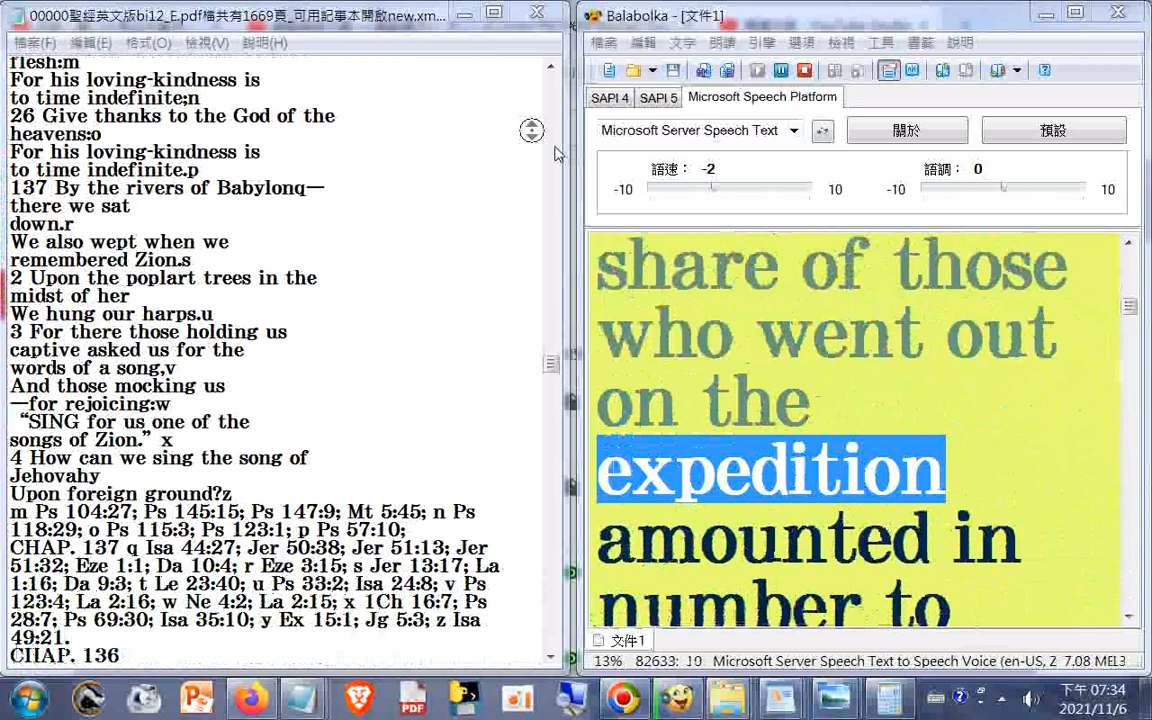 00000聖經英文版bi12_E.pdf檔共有1669頁_可用記事本開啟new.xm...
檔案(F) 編輯(E) 格式(O) 檢視(V) 說明(H)
flesh:m
For his loving-kindness is
to time indefinite;n
26 Give thanks to the God of the
heavens:o
For his loving-kindness is
to time indefinite.p
137 By the rivers of Babylonq—
there we sat
down.r
We also wept when we
remembered Zion.s
2 Upon the poplart trees in the
midst of her
We hung our harps.u
3 For there those holding us
captive asked us for the
words of a song,v
And those mocking us
—for rejoicing:w
“SING for us one of the
songs of Zion.” x
4 How can we sing the song of
Jehovahy
Upon foreign ground?z
m Ps 104:27; Ps 145:15; Ps 147:9; Mt 5:45; n Ps
118:29; o Ps 115:3; Ps 123:1; p Ps 57:10;
CHAP. 137 q Isa 44:27; Jer 50:38; Jer 51:13; Jer
51:32; Eze 1:1; Da 10:4; r Eze 3:15; s Jer 13:17; La
1:16; Da 9:3; t Le 23:40; u Ps 33:2; Isa 24:8; v Ps
123:4; La 2:16; w Ne 4:2; La 2:15; x 1Ch 16:7; Ps
28:7; Ps 69:30; Isa 35:10; y Ex 15:1; Jg 5:3; z Isa
49:21.
CHAP. 136
Balabolka - [文件1]
檔案 編輯 文字 朗讀 引擎 選項 檢視 工具 書籤 說明
SAPI 4 SAPI 5 Microsoft Speech Platform
Microsoft Server Speech Text 關於 預設
語速： -2 語調： 0
-10 10 -10 10
share of those
who went out
on the
expedition
amounted in
number to
文件1
13% 82633: 10 Microsoft Server Speech Text to Speech Voice (en-US, Z 7.08 ME13
下午 07:34
2021/11/6